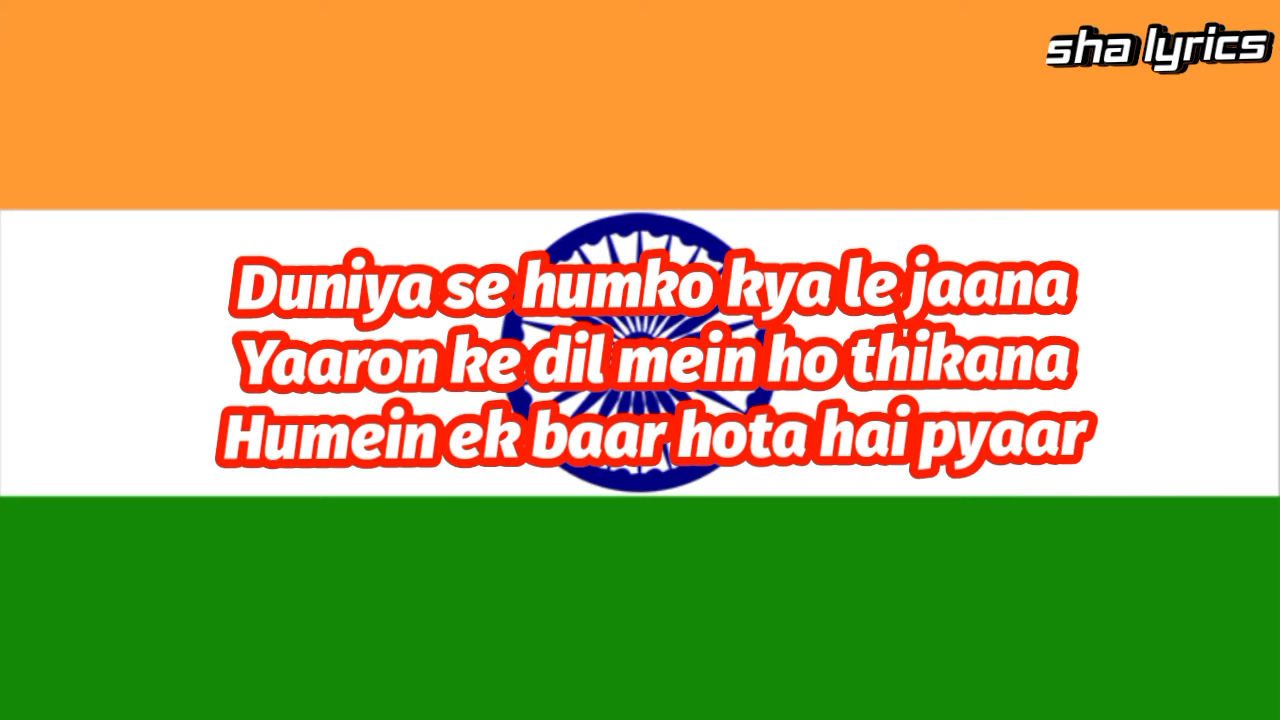 sha lyrics
Duniya se humko kya le jaana
Yaaron ke dil mein ho thikana
Humein ek baar hota hai pyaar